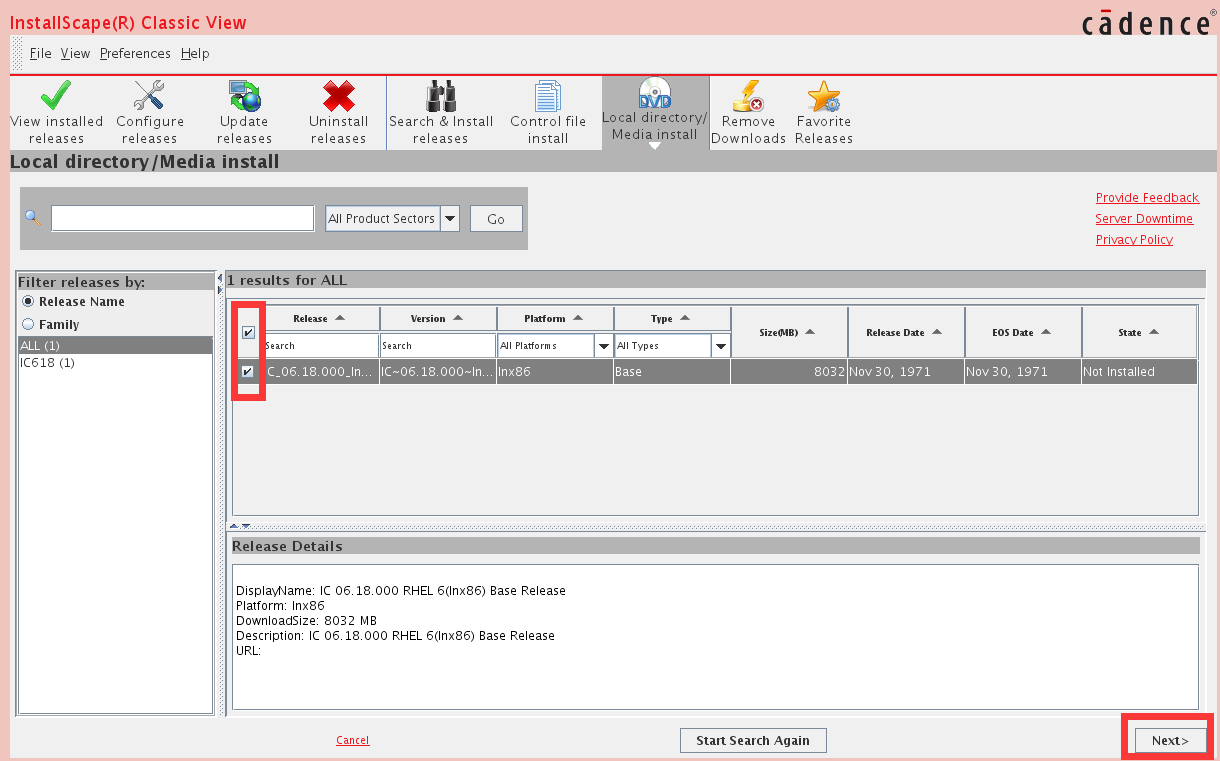 InstallScape(R) Classic View
cādence®
File View Preferences Help
View installed releases
Configure releases
Update releases
Uninstall releases
Search & Install releases
Control file install
DVD
Local directory/ Media install
Remove Downloads
Favorite Releases
Local directory/Media install
All Product Sectors
Go
Provide Feedback
Server Downtime
Privacy Policy
Filter releases by:
Release Name
Family
ALL (1)
IC618 (1)
1 results for ALL
Release Version Platform Type Size(MB) Release Date EOS Date State
Search Search All Platforms All Types
C_06.18.000_In... IC~06.18.000~In... lnx86 Base 8032 Nov 30, 1971 Nov 30, 1971 Not Installed
Release Details
DisplayName: IC 06.18.000 RHEL 6(lnx86) Base Release
Platform: lnx86
DownloadSize: 8032 MB
Description: IC 06.18.000 RHEL 6(lnx86) Base Release
URL:
Cancel
Start Search Again
Next>